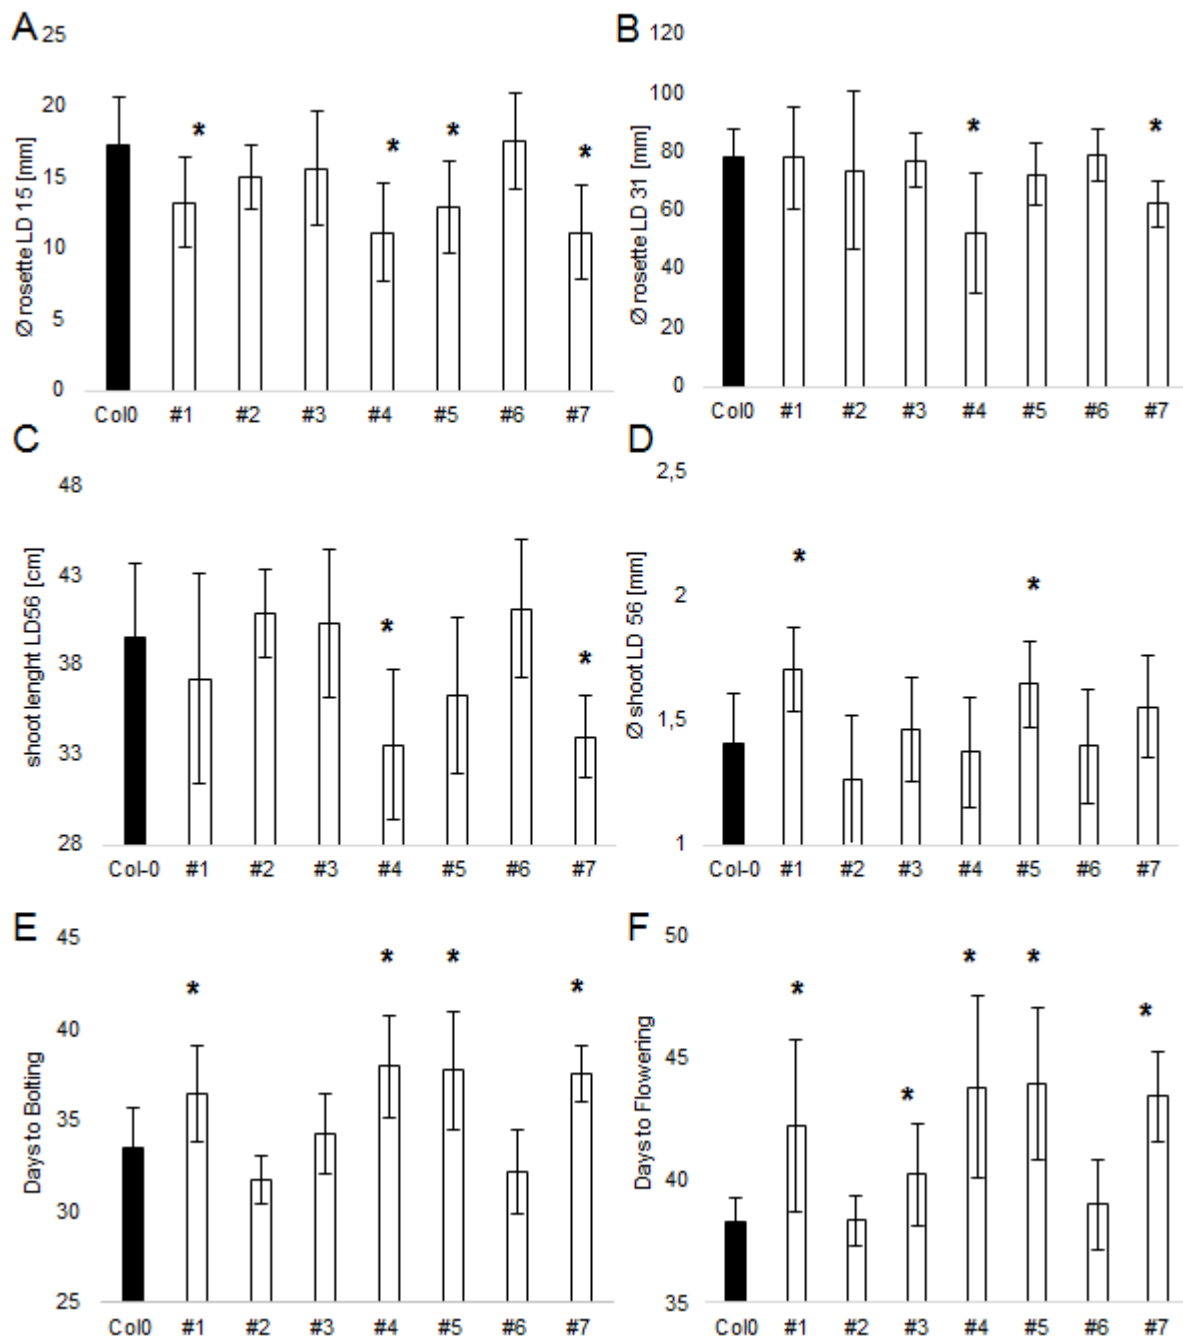 A
Ø rosette LD 15 [mm]
25
20
15
10
5
0
* * * *
Col0 #1 #2 #3 #4 #5 #6 #7
B
Ø rosette LD 31 [mm]
120
100
80
60
40
20
0
* *
Col0 #1 #2 #3 #4 #5 #6 #7
C
shoot lenght LD56 [cm]
48
43
38
33
28
* *
Col-0 #1 #2 #3 #4 #5 #6 #7
D
Ø shoot LD 56 [mm]
2,5
2
1,5
1
* *
Col-0 #1 #2 #3 #4 #5 #6 #7
E
Days to Bolting
45
40
35
30
25
* * * *
Col0 #1 #2 #3 #4 #5 #6 #7
F
Days to Flowering
50
45
40
35
* * * * *
Col0 #1 #2 #3 #4 #5 #6 #7